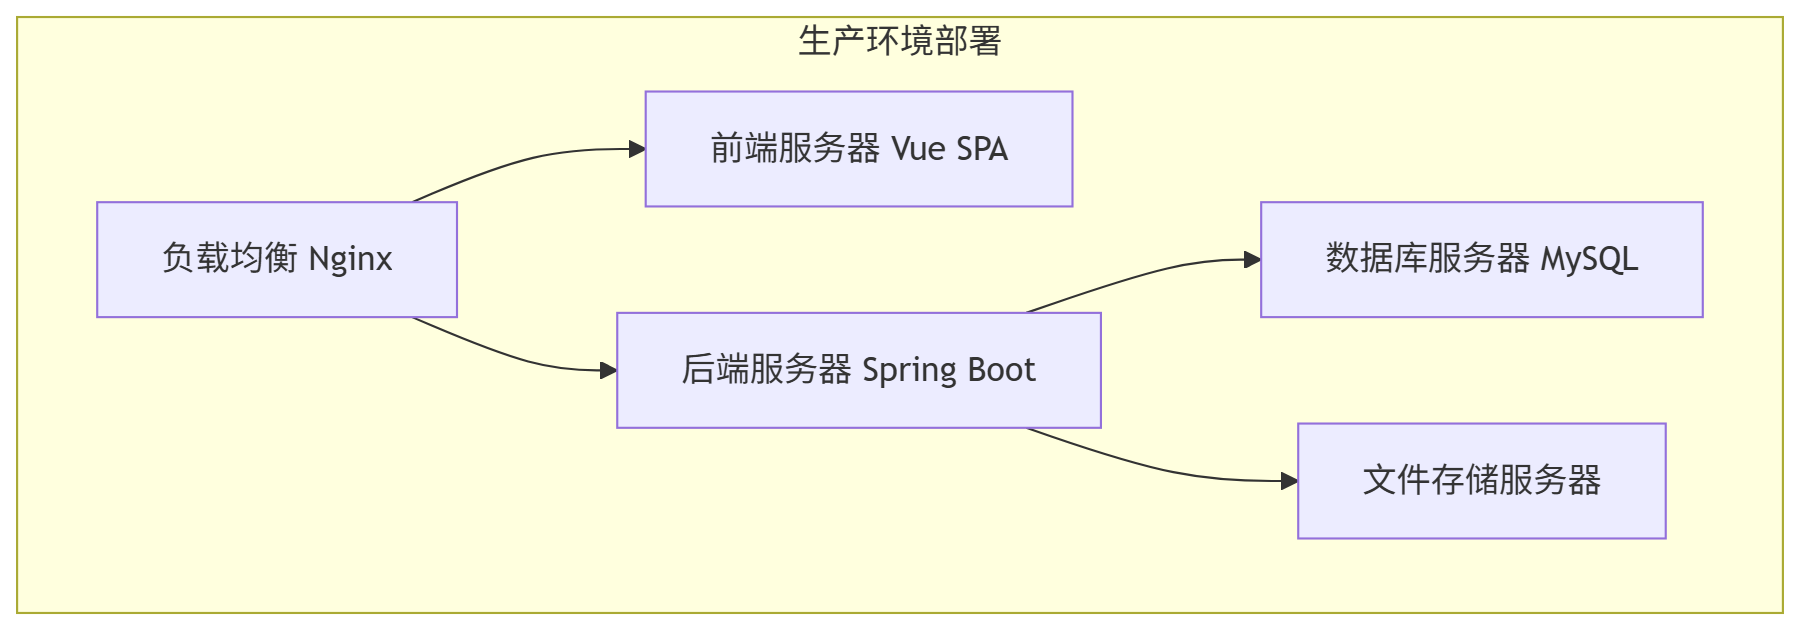 生产环境部署
前端服务器 Vue SPA
负载均衡 Nginx
数据库服务器 MySQL
后端服务器 Spring Boot
文件存储服务器